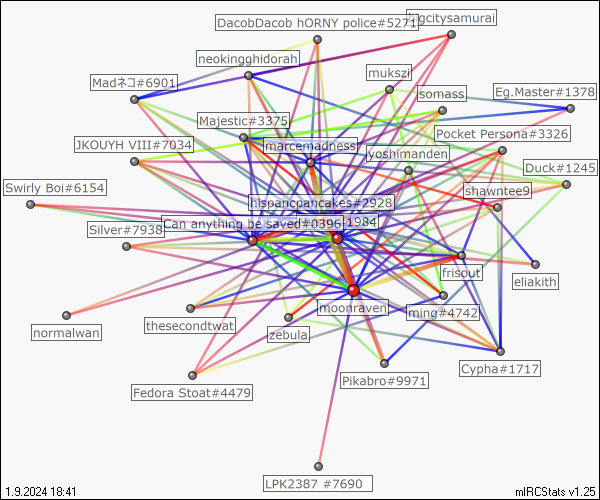 DacobDacob hORNY police#5271
bigcitysamurai
neokingghidorah
Madネコ#6901
mukszi
somass
Eg.Master#1378
Majestic#3375
Pocket Persona#3326
JKOUYH VIII#7034
marcemadness
yoshimanden
Duck#1245
Swirly Boi#6154
shawntee9
hispanicpancakes#2928
Can anything be saved#0396
1984
Silver#7938
frisout
eliakith
moonraven
normalwan
thesecondtwat
zebula
ming#4742
Cypha#1717
Pikabro#9971
Fedora Stoat#4479
LPK2387 #7690
1.9.2024 18:41
mIRCStats v1.25